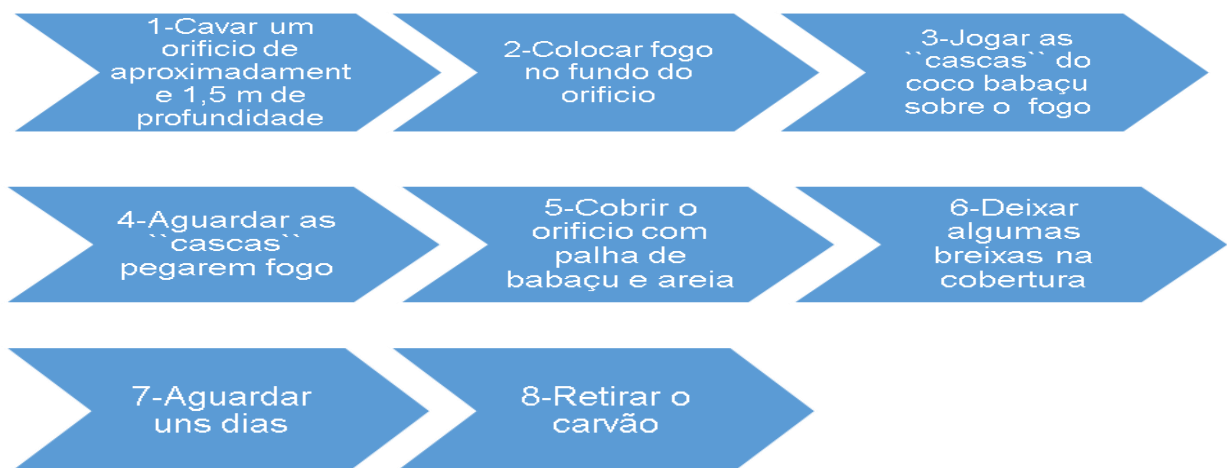 1-Cavar um
orificio de
aproximadament
e 1,5 m de
profundidade
2-Colocar fogo
no fundo do
orificio
3-Jogar as
``cascas`` do
coco babaçu
sobre o fogo
4-Aguardar as
``cascas``
pegarem fogo
5-Cobrir o
orificio com
palha de
babaçu e areia
6-Deixar
algumas
breixas na
cobertura
7-Aguardar
uns dias
8-Retirar o
carvão